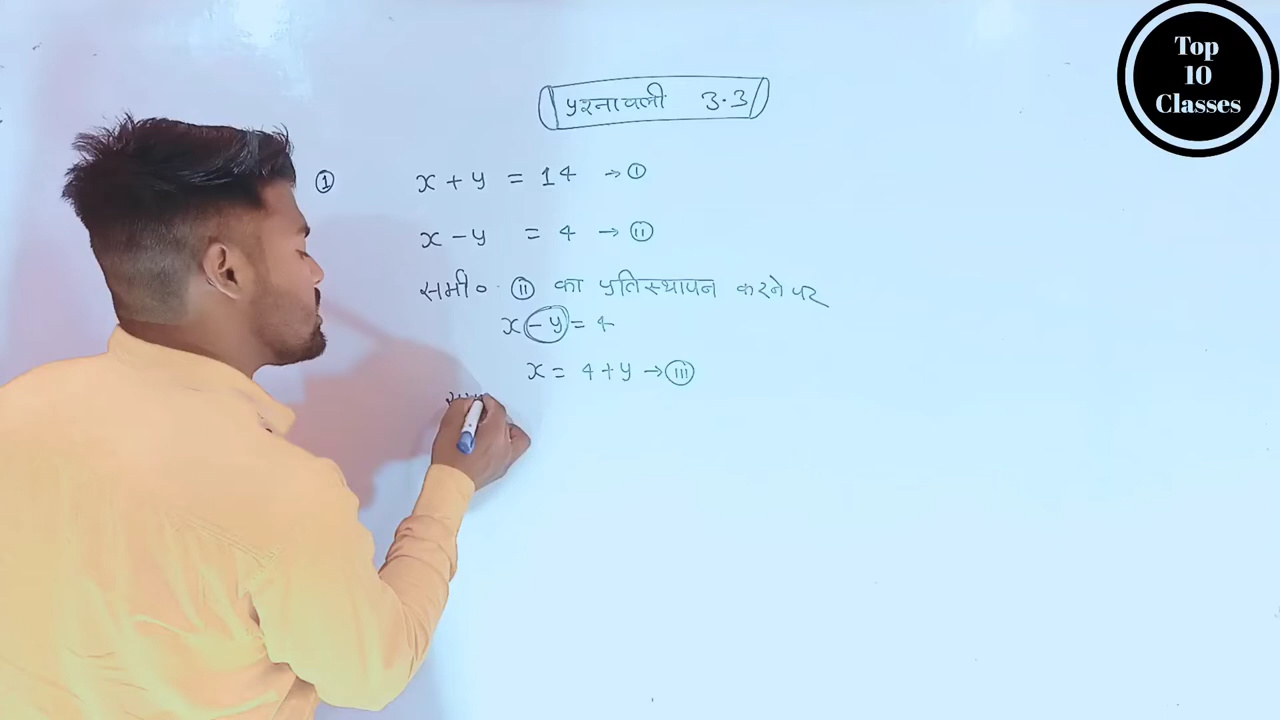 Top
10
Classes
प्रश्नावली 3.3
① x + y = 14 → ⓘ
x - y = 4 → ⓘⓘ
समी० ⓘⓘ का प्रतिस्थापन करने पर
x - y = 4
x = 4 + y → ⓘⓘⓘ